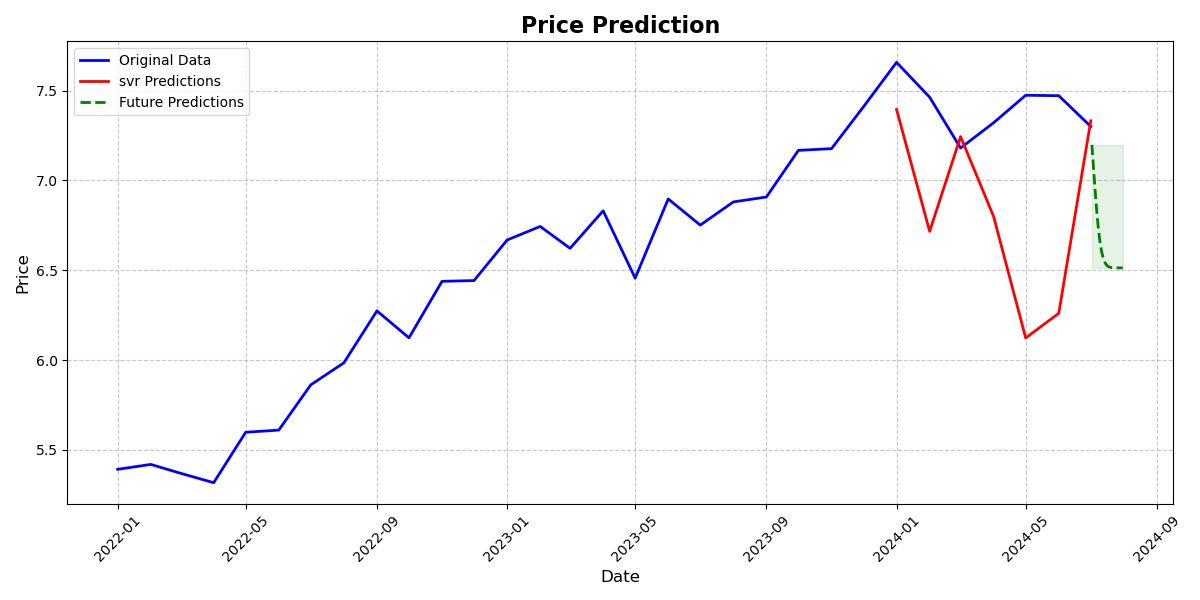 Price Prediction
Original Data
svr Predictions
Future Predictions
Price
7.5
7.0
6.5
6.0
5.5
2022-01
2022-05
2022-09
2023-01
2023-05
2023-09
2024-01
2024-05
2024-09
Date